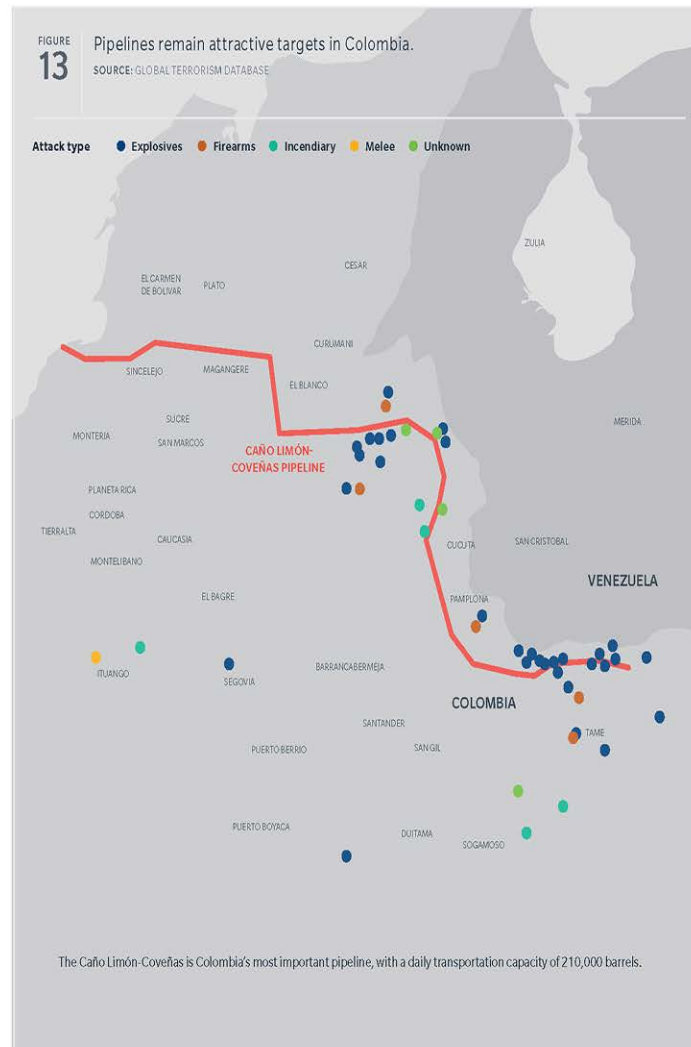 FIGURE
13
Pipelines remain attractive targets in Colombia.
SOURCE: GLOBAL TERRORISM DATABASE
Attack type
Explosives
Firearms
Incendiary
Melee
Unknown
ZULIA
CESAR
EL CARMEN
DE BOLIVAR
PLATO
CURUMANI
SINCELEJO
MAGANGERE
EL BLANCO
SUCRE
MERIDA
MONTERIA
SAN MARCOS
CAÑO LIMÓN-
COVEÑAS PIPELINE
PLANETA RICA
CORDOBA
TIERRALTA
CAUCASIA
CUCUTA
SAN CRISTOBAL
MONTELIBANO
VENEZUELA
EL BAGRE
PAMPLONA
ITUANGO
SEGOVIA
BARRANCABERMEJA
COLOMBIA
SANTANDER
TAME
PUERTO BERRIO
SAN GIL
PUERTO BOYACA
DUITAMA
SOGAMOSO
The Caño Limón-Coveñas is Colombia's most important pipeline, with a daily transportation capacity of 210,000 barrels.